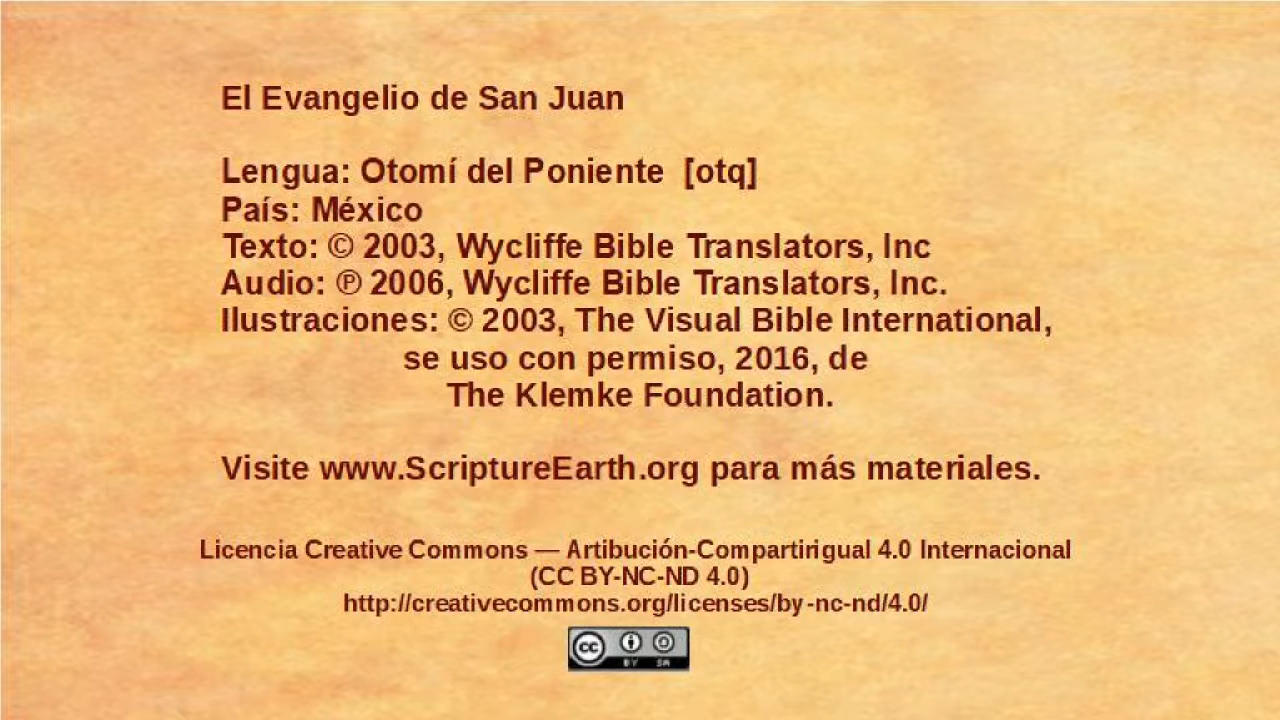 El Evangelio de San Juan
Lengua: Otomí del Poniente [otq]
País: México
Texto: © 2003, Wycliffe Bible Translators, Inc
Audio: ℗ 2006, Wycliffe Bible Translators, Inc.
Ilustraciones: © 2003, The Visual Bible International,
se uso con permiso, 2016, de
The Klemke Foundation.
Visite www.ScriptureEarth.org para más materiales.
Licencia Creative Commons — Artibución-Compartirigual 4.0 Internacional
(CC BY-NC-ND 4.0)
http://creativecommons.org/licenses/by-nc-nd/4.0/
cc BY SA